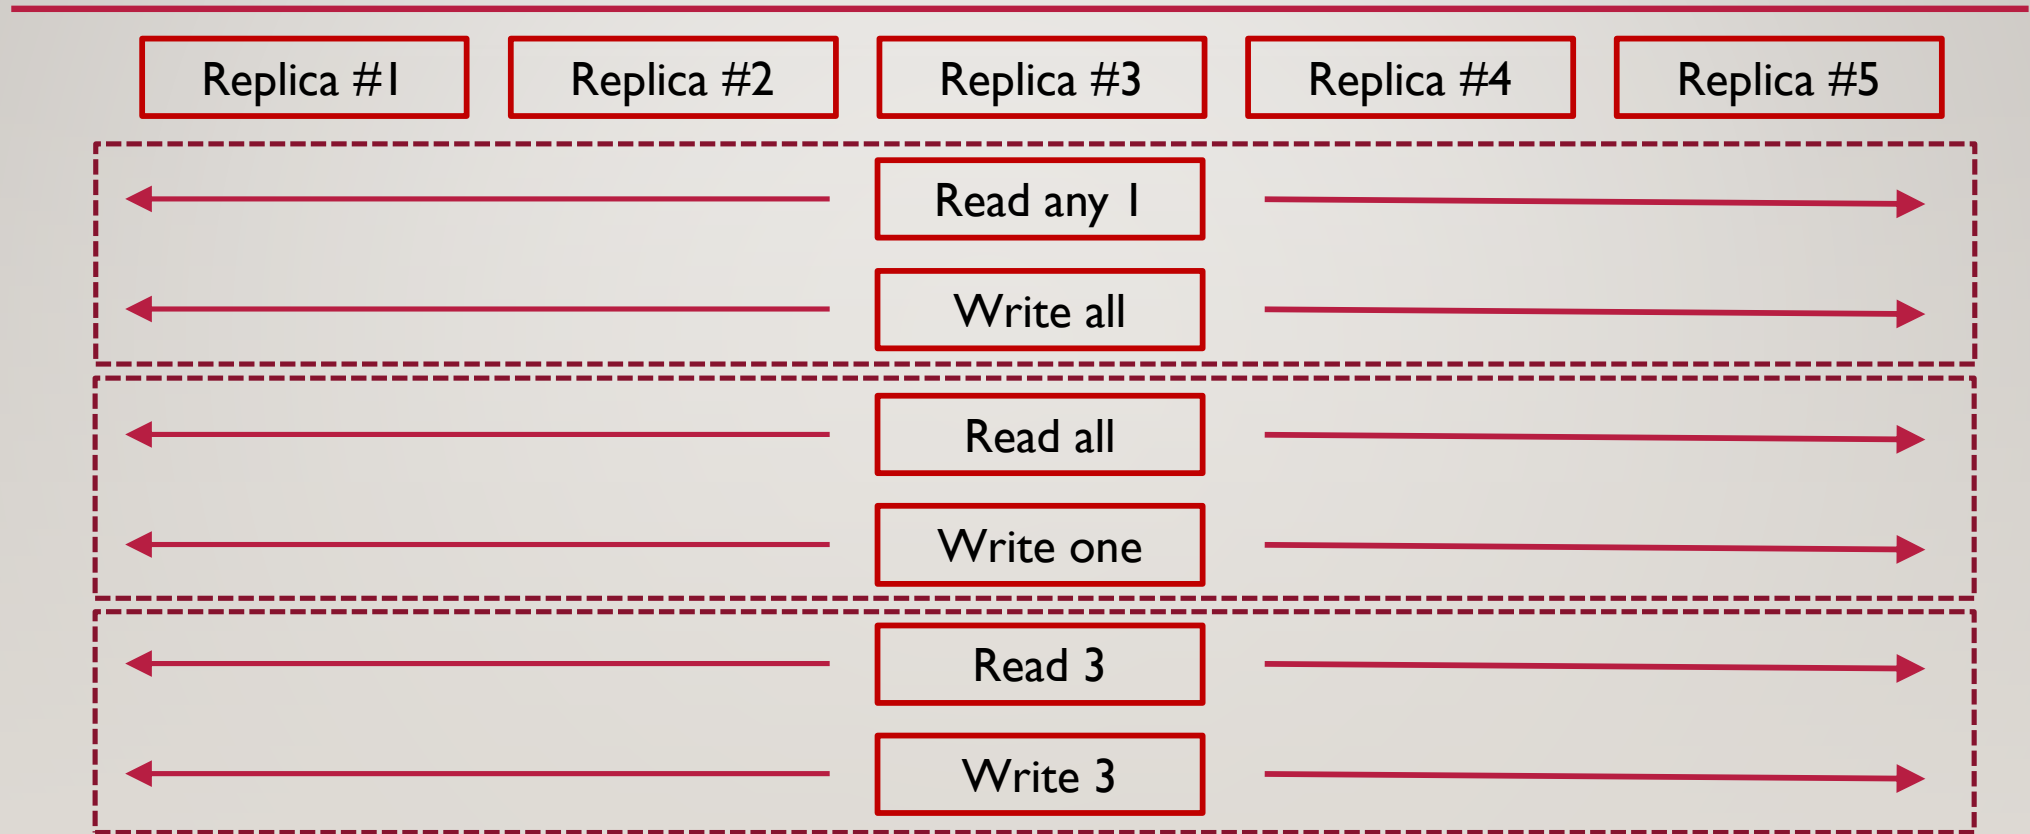 Replica #1 Replica #2 Replica #3 Replica #4 Replica #5
Read any 1
Write all
Read all
Write one
Read 3
Write 3